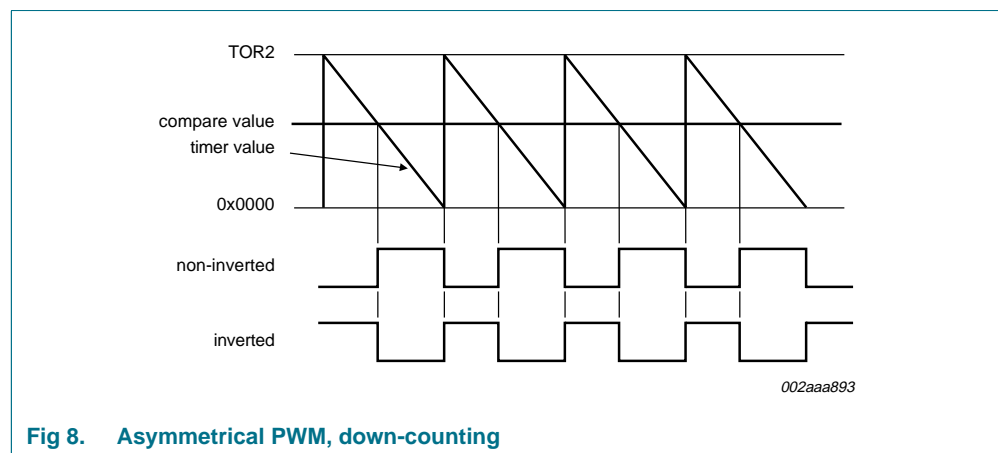 TOR2
compare value
timer value
0x0000
non-inverted
inverted
002aaa893
Fig 8. Asymmetrical PWM, down-counting